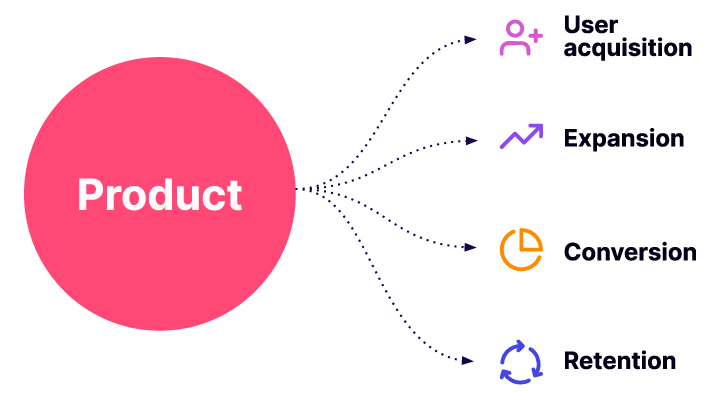 Product
User
acquisition
Expansion
Conversion
Retention